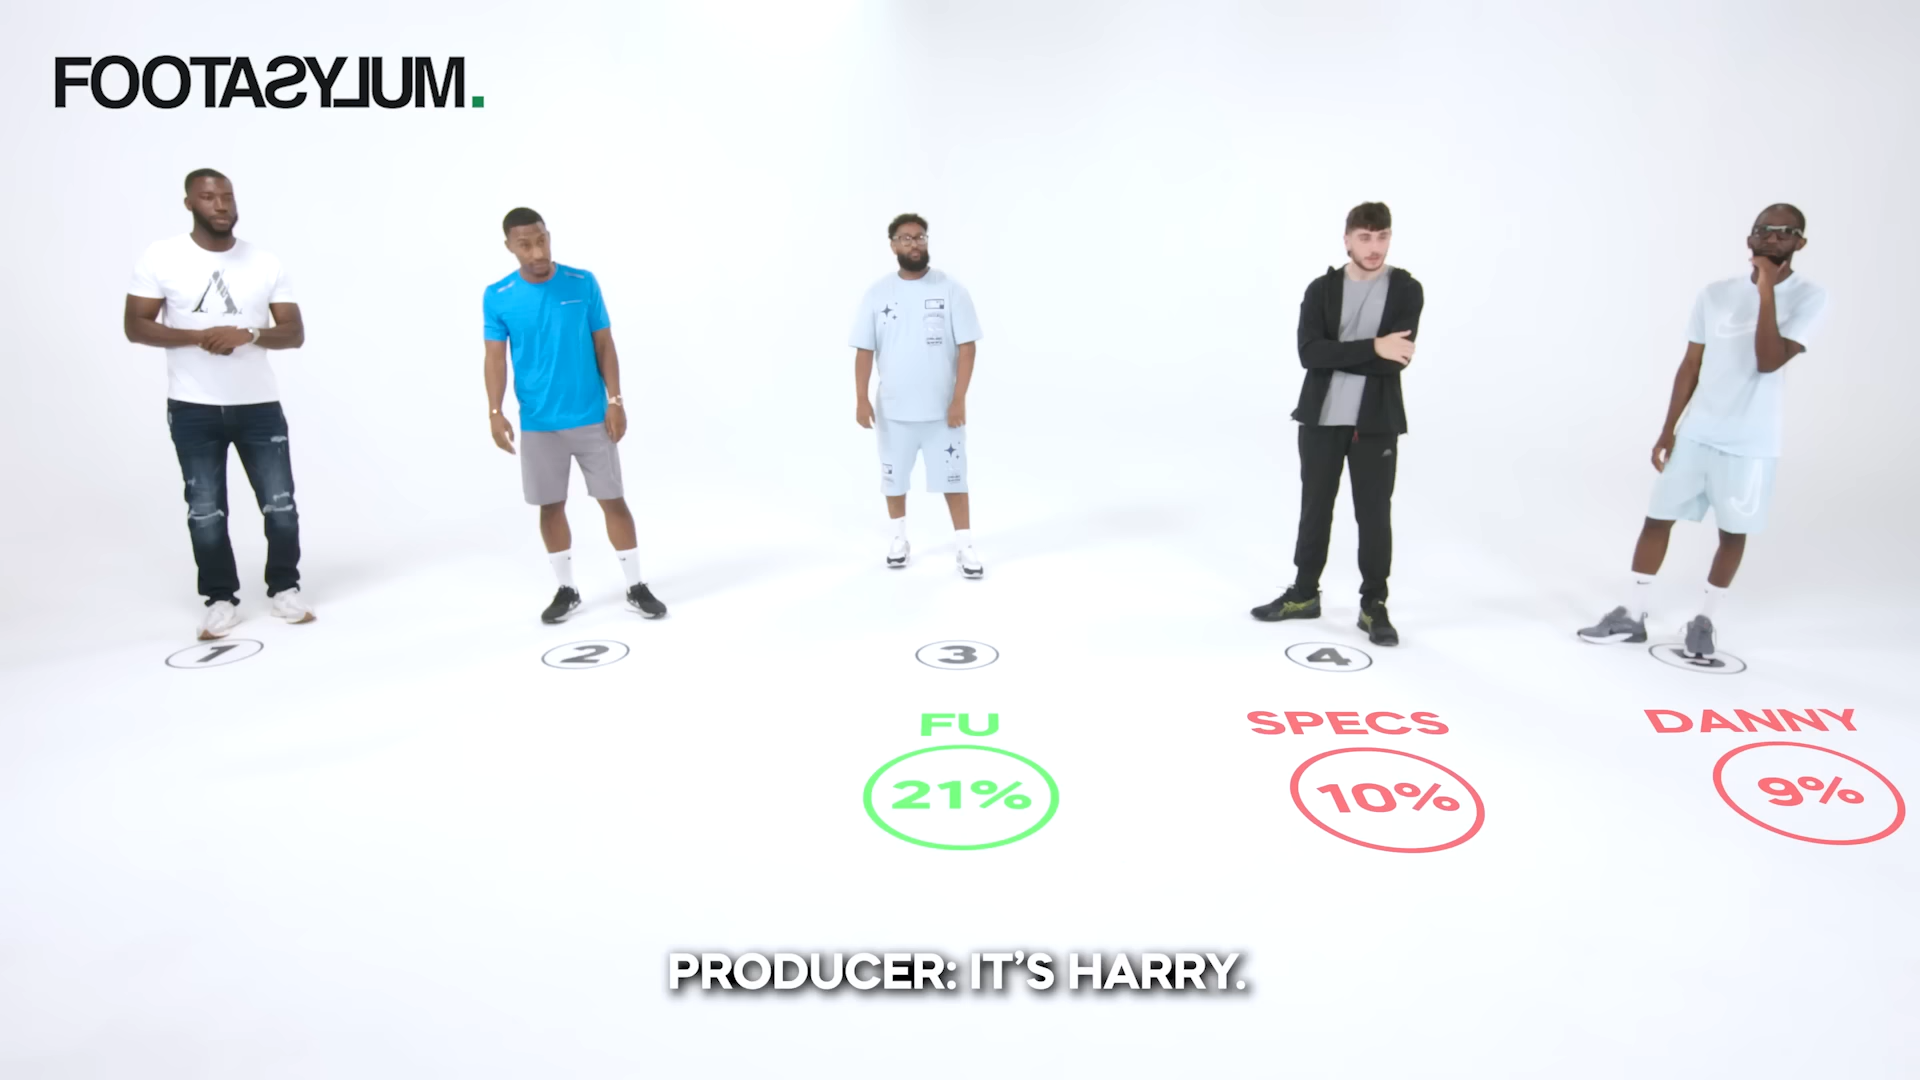 FOOTASYLUM.
1
2
3
4
5
FU
SPECS
DANNY
21%
10%
9%
PRODUCER: IT'S HARRY.